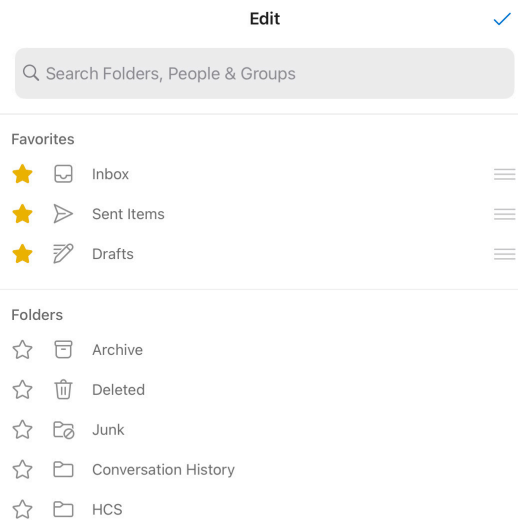 Edit
Search Folders, People & Groups
Favorites
Inbox
Sent Items
Drafts
Folders
Archive
Deleted
Junk
Conversation History
HCS